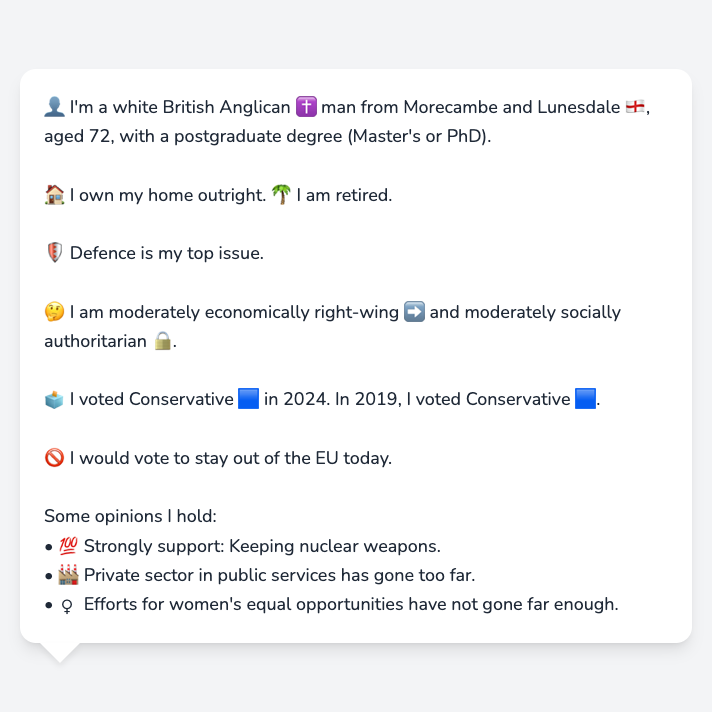 👤 I'm a white British Anglican ✝️ man from Morecambe and Lunesdale 🏴󠁧󠁢󠁥󠁮󠁧󠁿,
aged 72, with a postgraduate degree (Master's or PhD).
🏠 I own my home outright. 🌴 I am retired.
🛡️ Defence is my top issue.
🤔 I am moderately economically right-wing ➡️ and moderately socially
authoritarian 🔒.
🗳️ I voted Conservative 🟦 in 2024. In 2019, I voted Conservative 🟦.
🚫 I would vote to stay out of the EU today.
Some opinions I hold:
• 💯 Strongly support: Keeping nuclear weapons.
• 🏭 Private sector in public services has gone too far.
• ♀ Efforts for women's equal opportunities have not gone far enough.